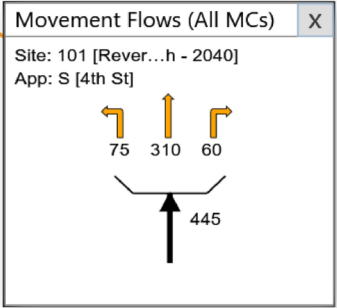 Movement Flows (All MCs) X
Site: 101 [Rever...h - 2040]
App: S [4th St]
75 310 60
445